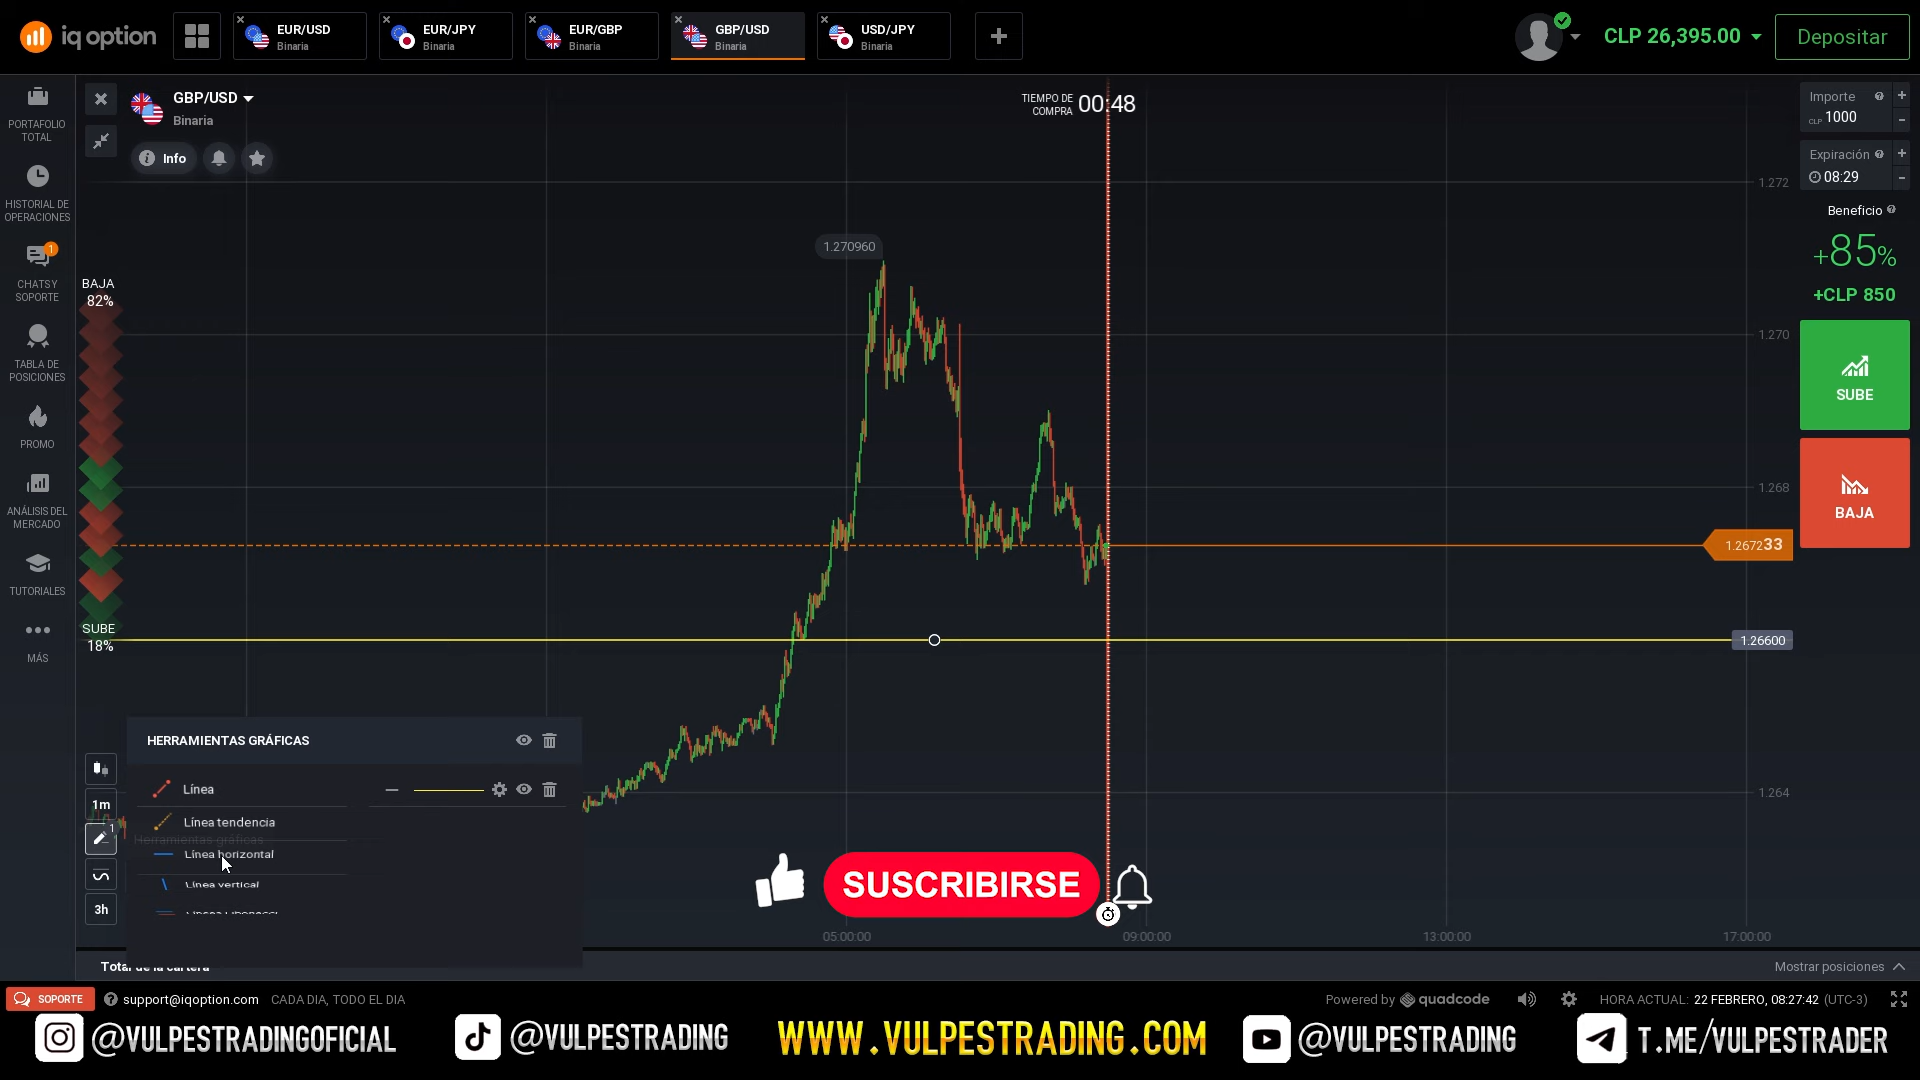 iq option
EUR/USD
Binaria
EUR/JPY
Binaria
EUR/GBP
Binaria
GBP/USD
Binaria
USD/JPY
Binaria
CLP 26,395.00
Depositar
PORTAFOLIO
TOTAL
HISTORIAL DE
OPERACIONES
1
CHATS Y
SOPORTE
TABLA DE
POSICIONES
PROMO
ANÁLISIS DEL
MERCADO
TUTORIALES
MÁS
GBP/USD
Binaria
Info
TIEMPO DE
COMPRA
00:48
BAJA
82%
SUBE
18%
1.270960
1.272
1.270
1.268
1.267233
1.26600
1.264
Importe
CLP 1000
Expiración
08:29
Beneficio
+85%
+CLP 850
SUBE
BAJA
HERRAMIENTAS GRÁFICAS
Línea
Línea tendencia
Herramientas gráficas
Línea horizontal
Línea vertical
1m
1
3h
SUSCRIBIRSE
05:00:00
09:00:00
13:00:00
17:00:00
Total de la cartera
Mostrar posiciones
SOPORTE
support@iqoption.com
CADA DIA, TODO EL DIA
Powered by quadcode
HORA ACTUAL: 22 FEBRERO, 08:27:42 (UTC-3)
@VULPESTRADINGOFICIAL
@VULPESTRADING
WWW.VULPESTRADING.COM
@VULPESTRADING
T.ME/VULPESTRADER